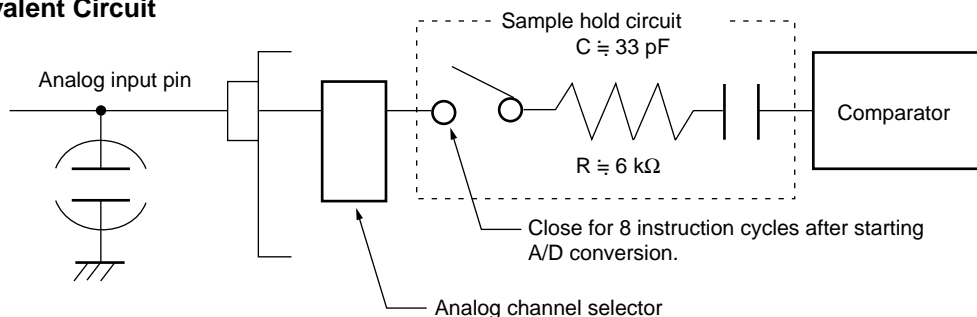 valent Circuit
Sample hold circuit
C ≒ 33 pF
Analog input pin
Comparator
R ≒ 6 kΩ
Close for 8 instruction cycles after starting
A/D conversion.
Analog channel selector